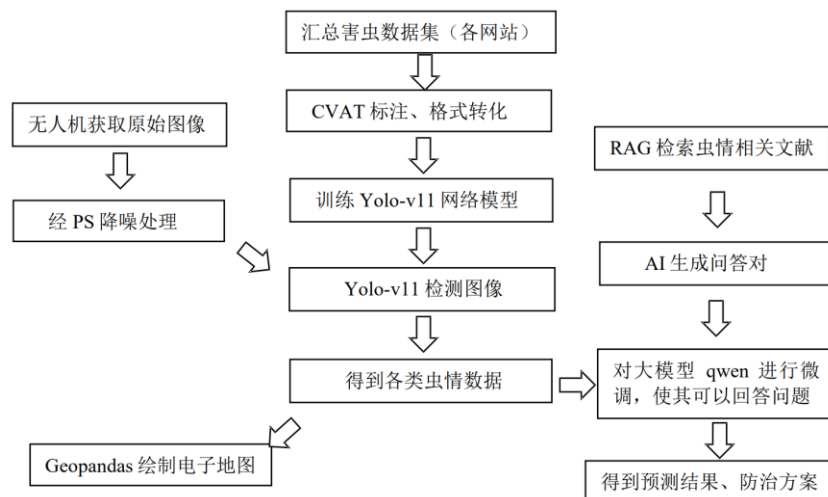 汇总害虫数据集（各网站）
CVAT 标注、格式转化
无人机获取原始图像
RAG 检索虫情相关文献
训练 Yolo-v11 网络模型
经 PS 降噪处理
AI 生成问答对
Yolo-v11 检测图像
得到各类虫情数据
对大模型 qwen 进行微
调，使其可以回答问题
Geopandas 绘制电子地图
得到预测结果、防治方案